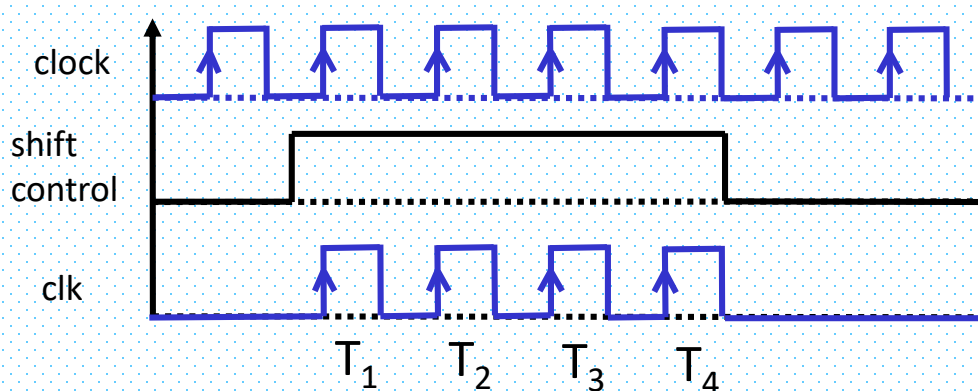 clock
shift
control
clk
T₁ T₂ T₃ T₄